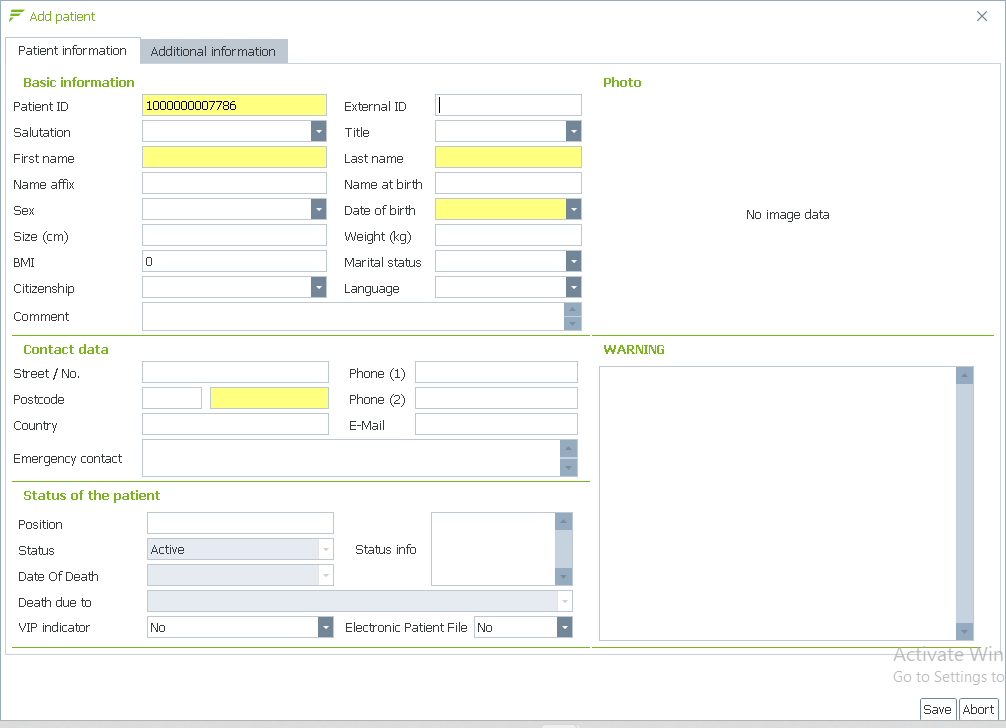 Add patient
Patient information Additional information
Basic information Photo
Patient ID 1000000007786 External ID
Salutation Title
First name Last name
Name affix Name at birth
Sex Date of birth No image data
Size (cm) Weight (kg)
BMI 0 Marital status
Citizenship Language
Comment
Contact data WARNING
Street / No. Phone (1)
Postcode Phone (2)
Country E-Mail
Emergency contact
Status of the patient
Position
Status Active Status info
Date Of Death
Death due to
VIP indicator No Electronic Patient File No
Activate Win
Go to Settings to
Save Abort